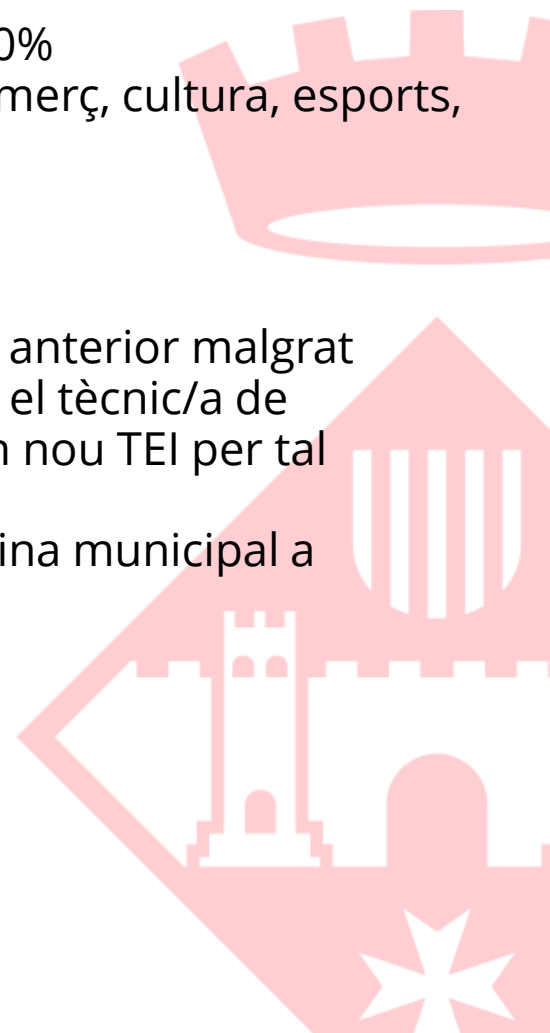 0%
merç, cultura, esports,
anterior malgrat
el tècnic/a de
nou TEI per tal
ina municipal a